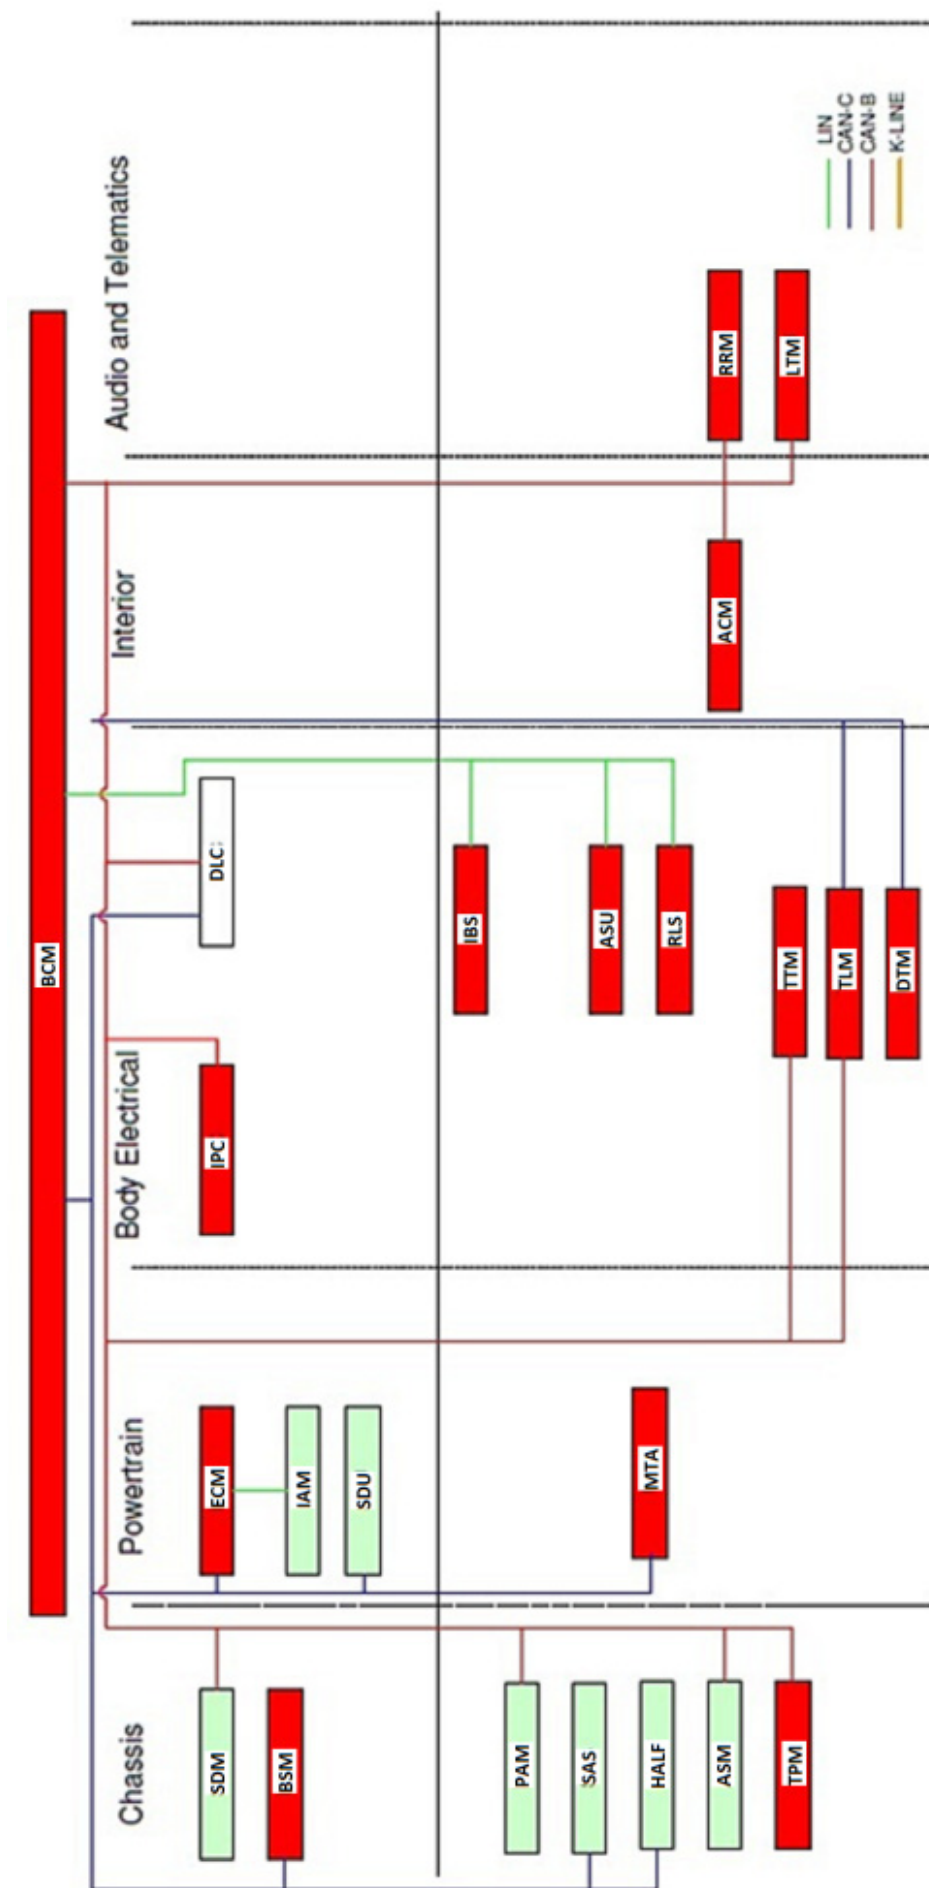 BCM
Chassis
Powertrain
Body Electrical
Interior
Audio and Telematics
SDM
BSM
ECM
IAM
SDU
IPC
DLC
PAM
SAS
HALF
ASM
TPM
MTA
IBS
ASU
RLS
TTM
TLM
DTM
ACM
RRM
LTM
LIN
CAN-C
CAN-B
K-LINE